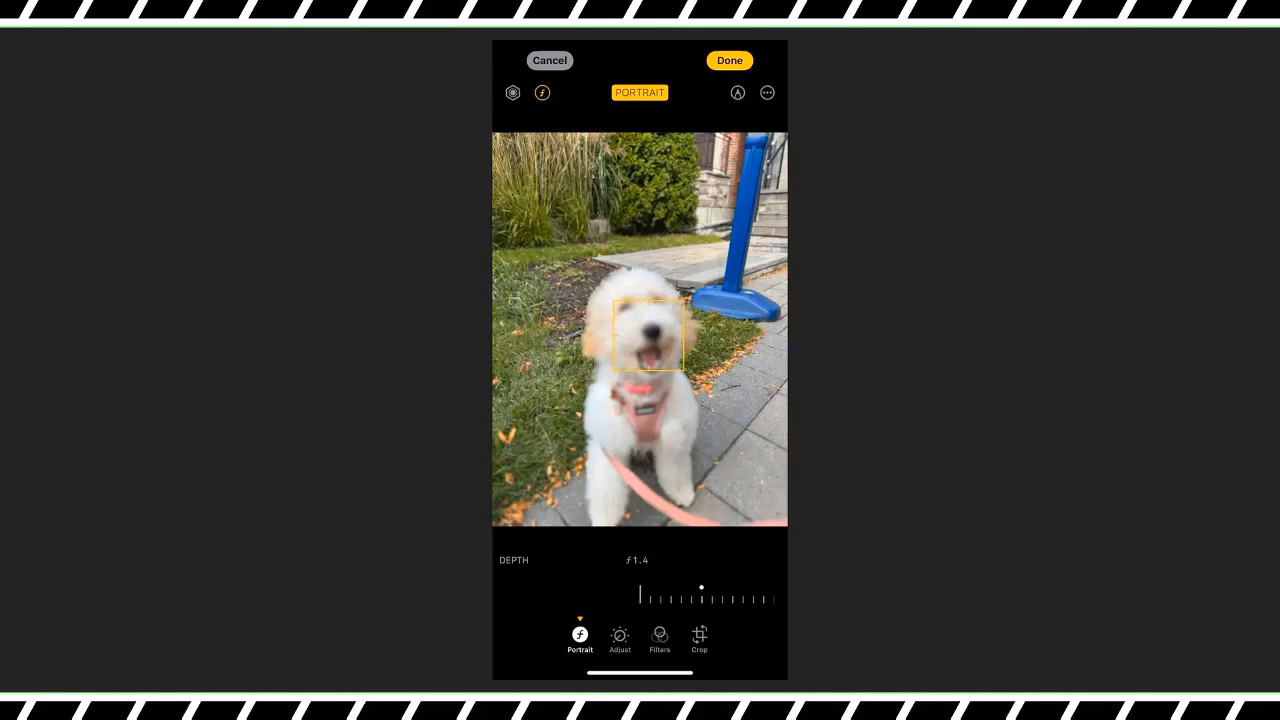 Cancel
Done
PORTRAIT
DEPTH
ƒ1.4
Portrait
Adjust
Filters
Crop